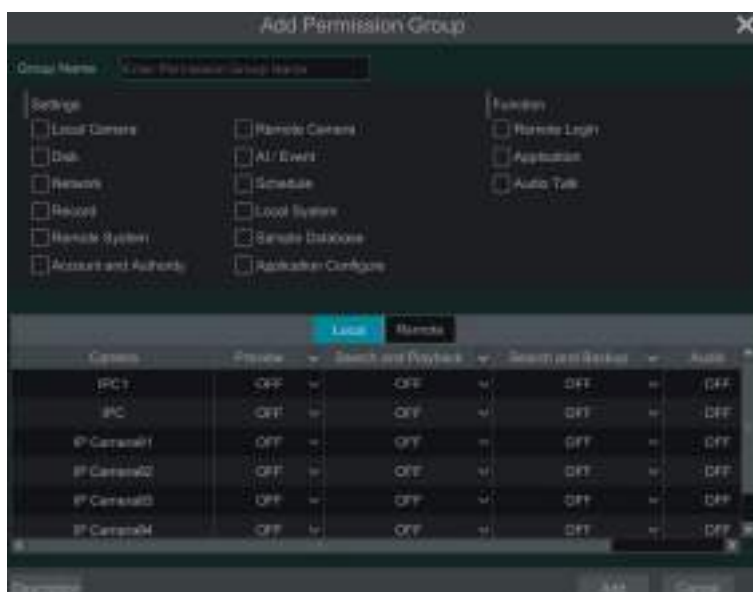 Add Permission Group
Group Name Enter Permission Group Name
Settings Function
Local Camera Remote Camera Remote Login
Disk AI / Event Application
Network Schedule Audio Talk
Record Local System
Remote System Sample Database
Account and Authority Application Configure
Local Remote
Camera Preview Search and Playback Search and Backup Audio
IPC1 OFF OFF OFF OFF
IPC OFF OFF OFF OFF
IP Camera01 OFF OFF OFF OFF
IP Camera02 OFF OFF OFF OFF
IP Camera03 OFF OFF OFF OFF
IP Camera04 OFF OFF OFF OFF
Add Cancel